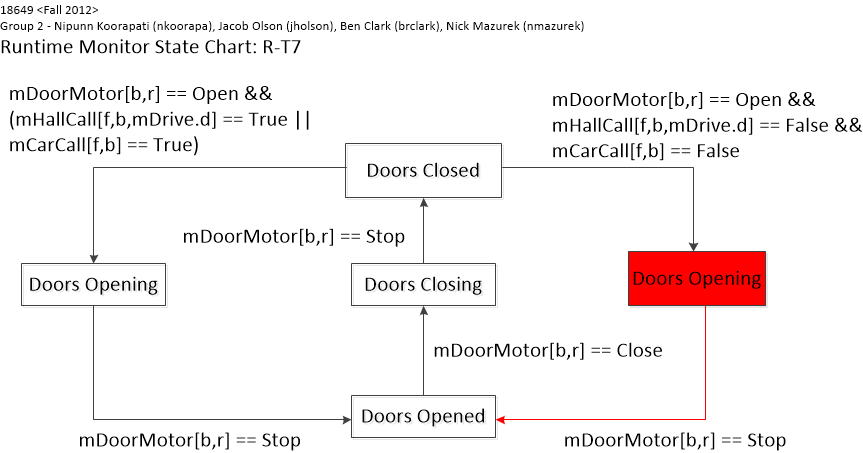 18649 <Fall 2012>
Group 2 - Nipunn Koorapati (nkoorapa), Jacob Olson (jholson), Ben Clark (brclark), Nick Mazurek (nmazurek)
Runtime Monitor State Chart: R-T7
mDoorMotor[b,r] == Open &&
(mHallCall[f,b,mDrive.d] == True ||
mCarCall[f,b] == True)
mDoorMotor[b,r] == Open &&
mHallCall[f,b,mDrive.d] == False &&
mCarCall[f,b] == False
Doors Closed
mDoorMotor[b,r] == Stop
Doors Opening
Doors Closing
Doors Opening
mDoorMotor[b,r] == Close
Doors Opened
mDoorMotor[b,r] == Stop
mDoorMotor[b,r] == Stop